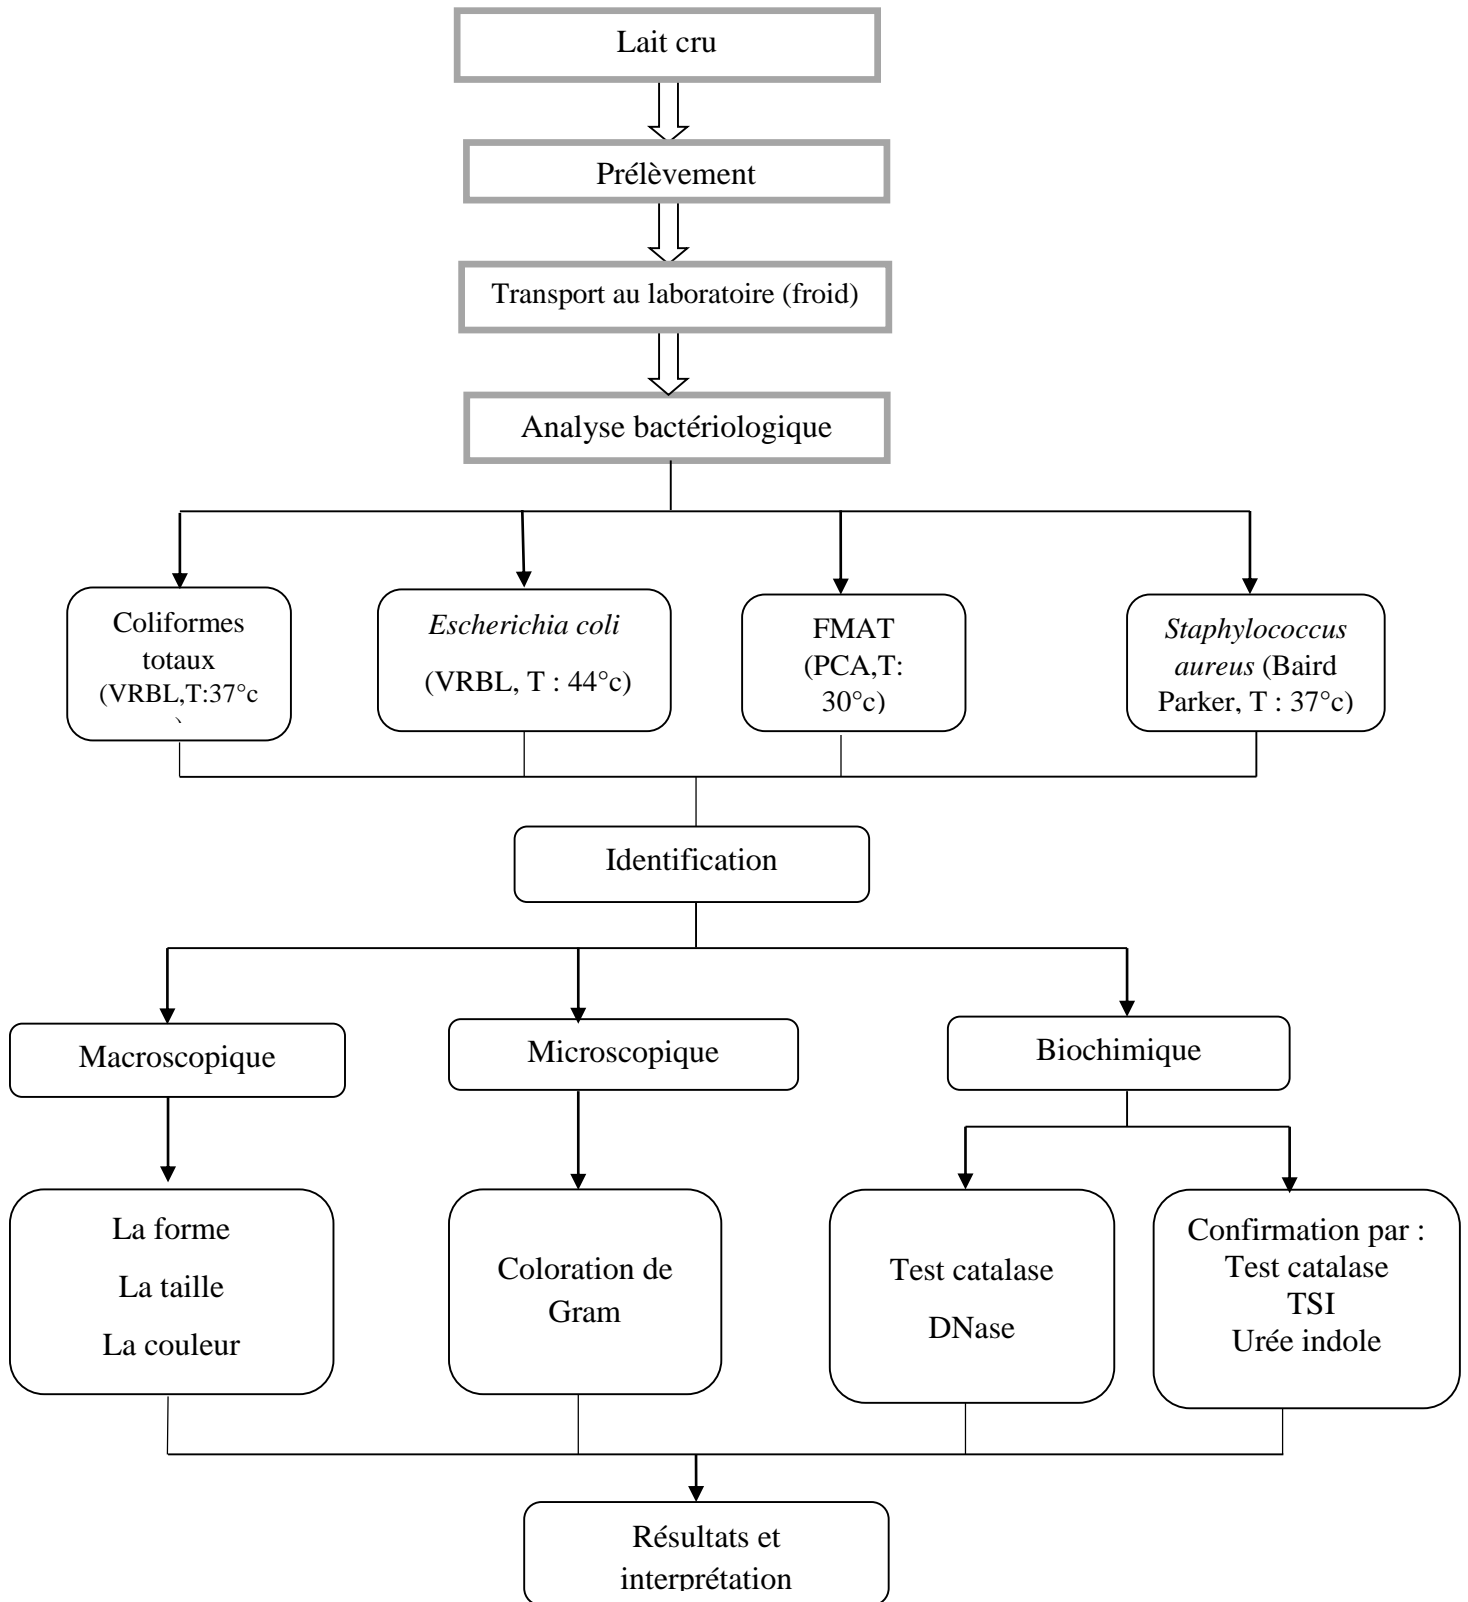 Lait cru
Prélèvement
Transport au laboratoire (froid)
Analyse bactériologique
Coliformes
totaux
(VRBL,T:37°c
Escherichia coli
(VRBL, T : 44°c)
FMAT
(PCA,T:
30°c)
Staphylococcus
aureus (Baird
Parker, T : 37°c)
Identification
Macroscopique
Microscopique
Biochimique
La forme
La taille
La couleur
Coloration de
Gram
Test catalase
DNase
Confirmation par :
Test catalase
TSI
Urée indole
Résultats et
interprétation